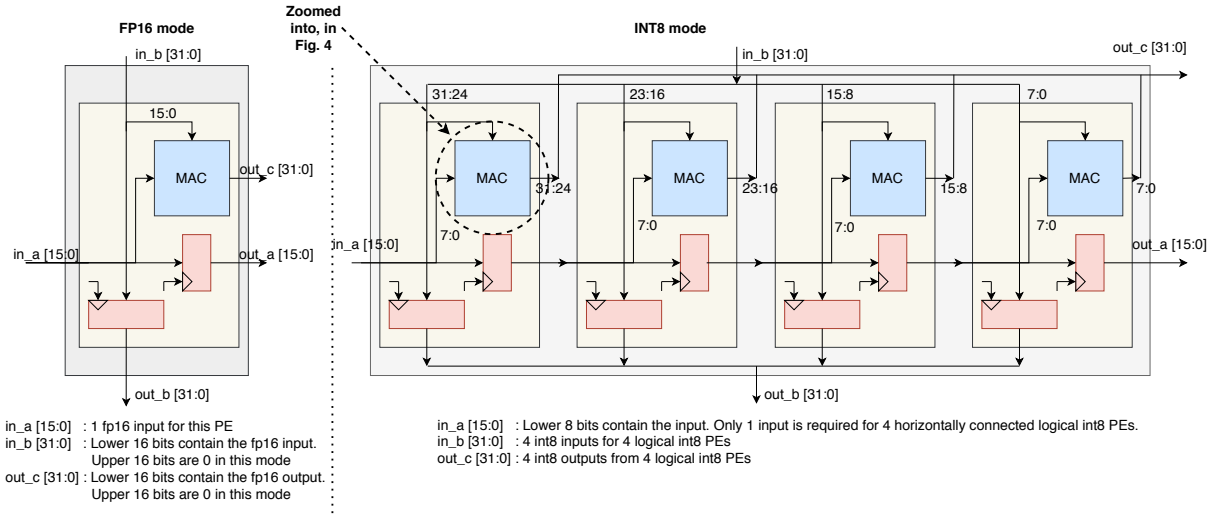 FP16 mode
in_b [31:0]
15:0
MAC
out_c [31:0]
in_a [15:0]
out_a [15:0]
out_b [31:0]
in_a [15:0] : 1 fp16 input for this PE
in_b [31:0] : Lower 16 bits contain the fp16 input.
Upper 16 bits are 0 in this mode
out_c [31:0] : Lower 16 bits contain the fp16 output.
Upper 16 bits are 0 in this mode
Zoomed
into, in
Fig. 4
INT8 mode
in_b [31:0]
out_c [31:0]
31:24
23:16
15:8
7:0
MAC
MAC
MAC
MAC
31:24
23:16
15:8
7:0
7:0
7:0
7:0
7:0
in_a [15:0]
out_a [15:0]
out_b [31:0]
in_a [15:0] : Lower 8 bits contain the input. Only 1 input is required for 4 horizontally connected logical int8 PEs.
in_b [31:0] : 4 int8 inputs for 4 logical int8 PEs
out_c [31:0] : 4 int8 outputs from 4 logical int8 PEs